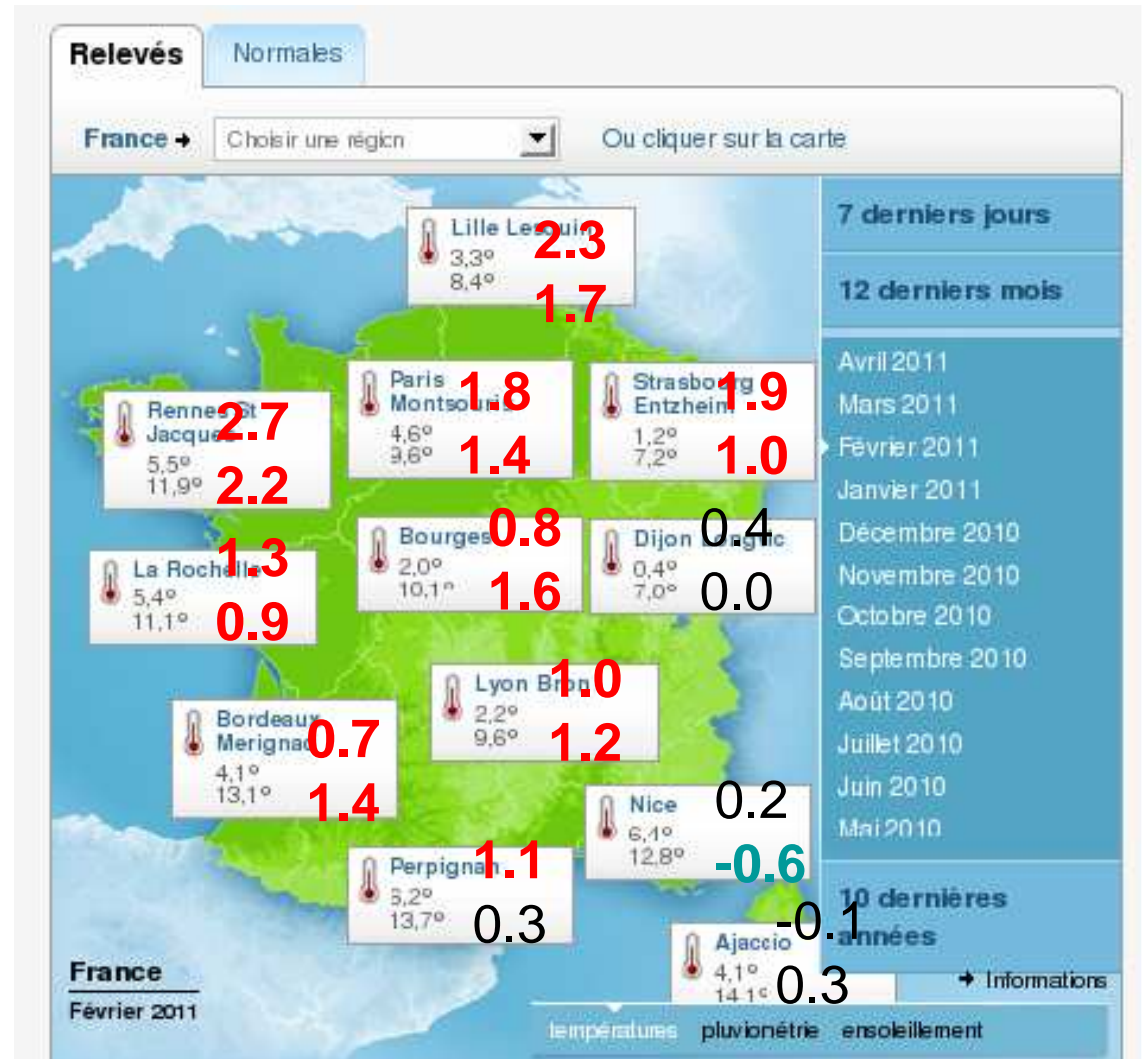 Relevés
Normales
France
Choisir une région
Ou cliquer sur la carte
7 derniers jours
12 derniers mois
Avril 2011
Mars 2011
Février 2011
Janvier 2011
Décembre 2010
Novembre 2010
Octobre 2010
Septembre 2010
Août 2010
Juillet 2010
Juin 2010
Mai 2010
10 dernières
années
Informations
Lille Lesquin 2.3
3,3°
8,4° 1.7
Paris 1.8
Montsouris
4,6°
9,6° 1.4
Strasbourg 1.9
Entzheim
1,2°
7,2° 1.0
Rennes St 2.7
Jacques
5,5°
11,9° 2.2
Bourges 0.8
2,0°
10,1° 1.6
Dijon Longvic 0.4
0,4°
7,0° 0.0
La Rochelle 1.3
5,4°
11,1° 0.9
Lyon Bron 1.0
2,2°
9,6° 1.2
Bordeaux
Merignac 0.7
4,1°
13,1° 1.4
Nice 0.2
6,4°
12,8° -0.6
Perpignan 1.1
13,7° 0.3
Ajaccio -0.1
4,1°
14,1° 0.3
France
Février 2011
températures pluviométrie ensoleillement